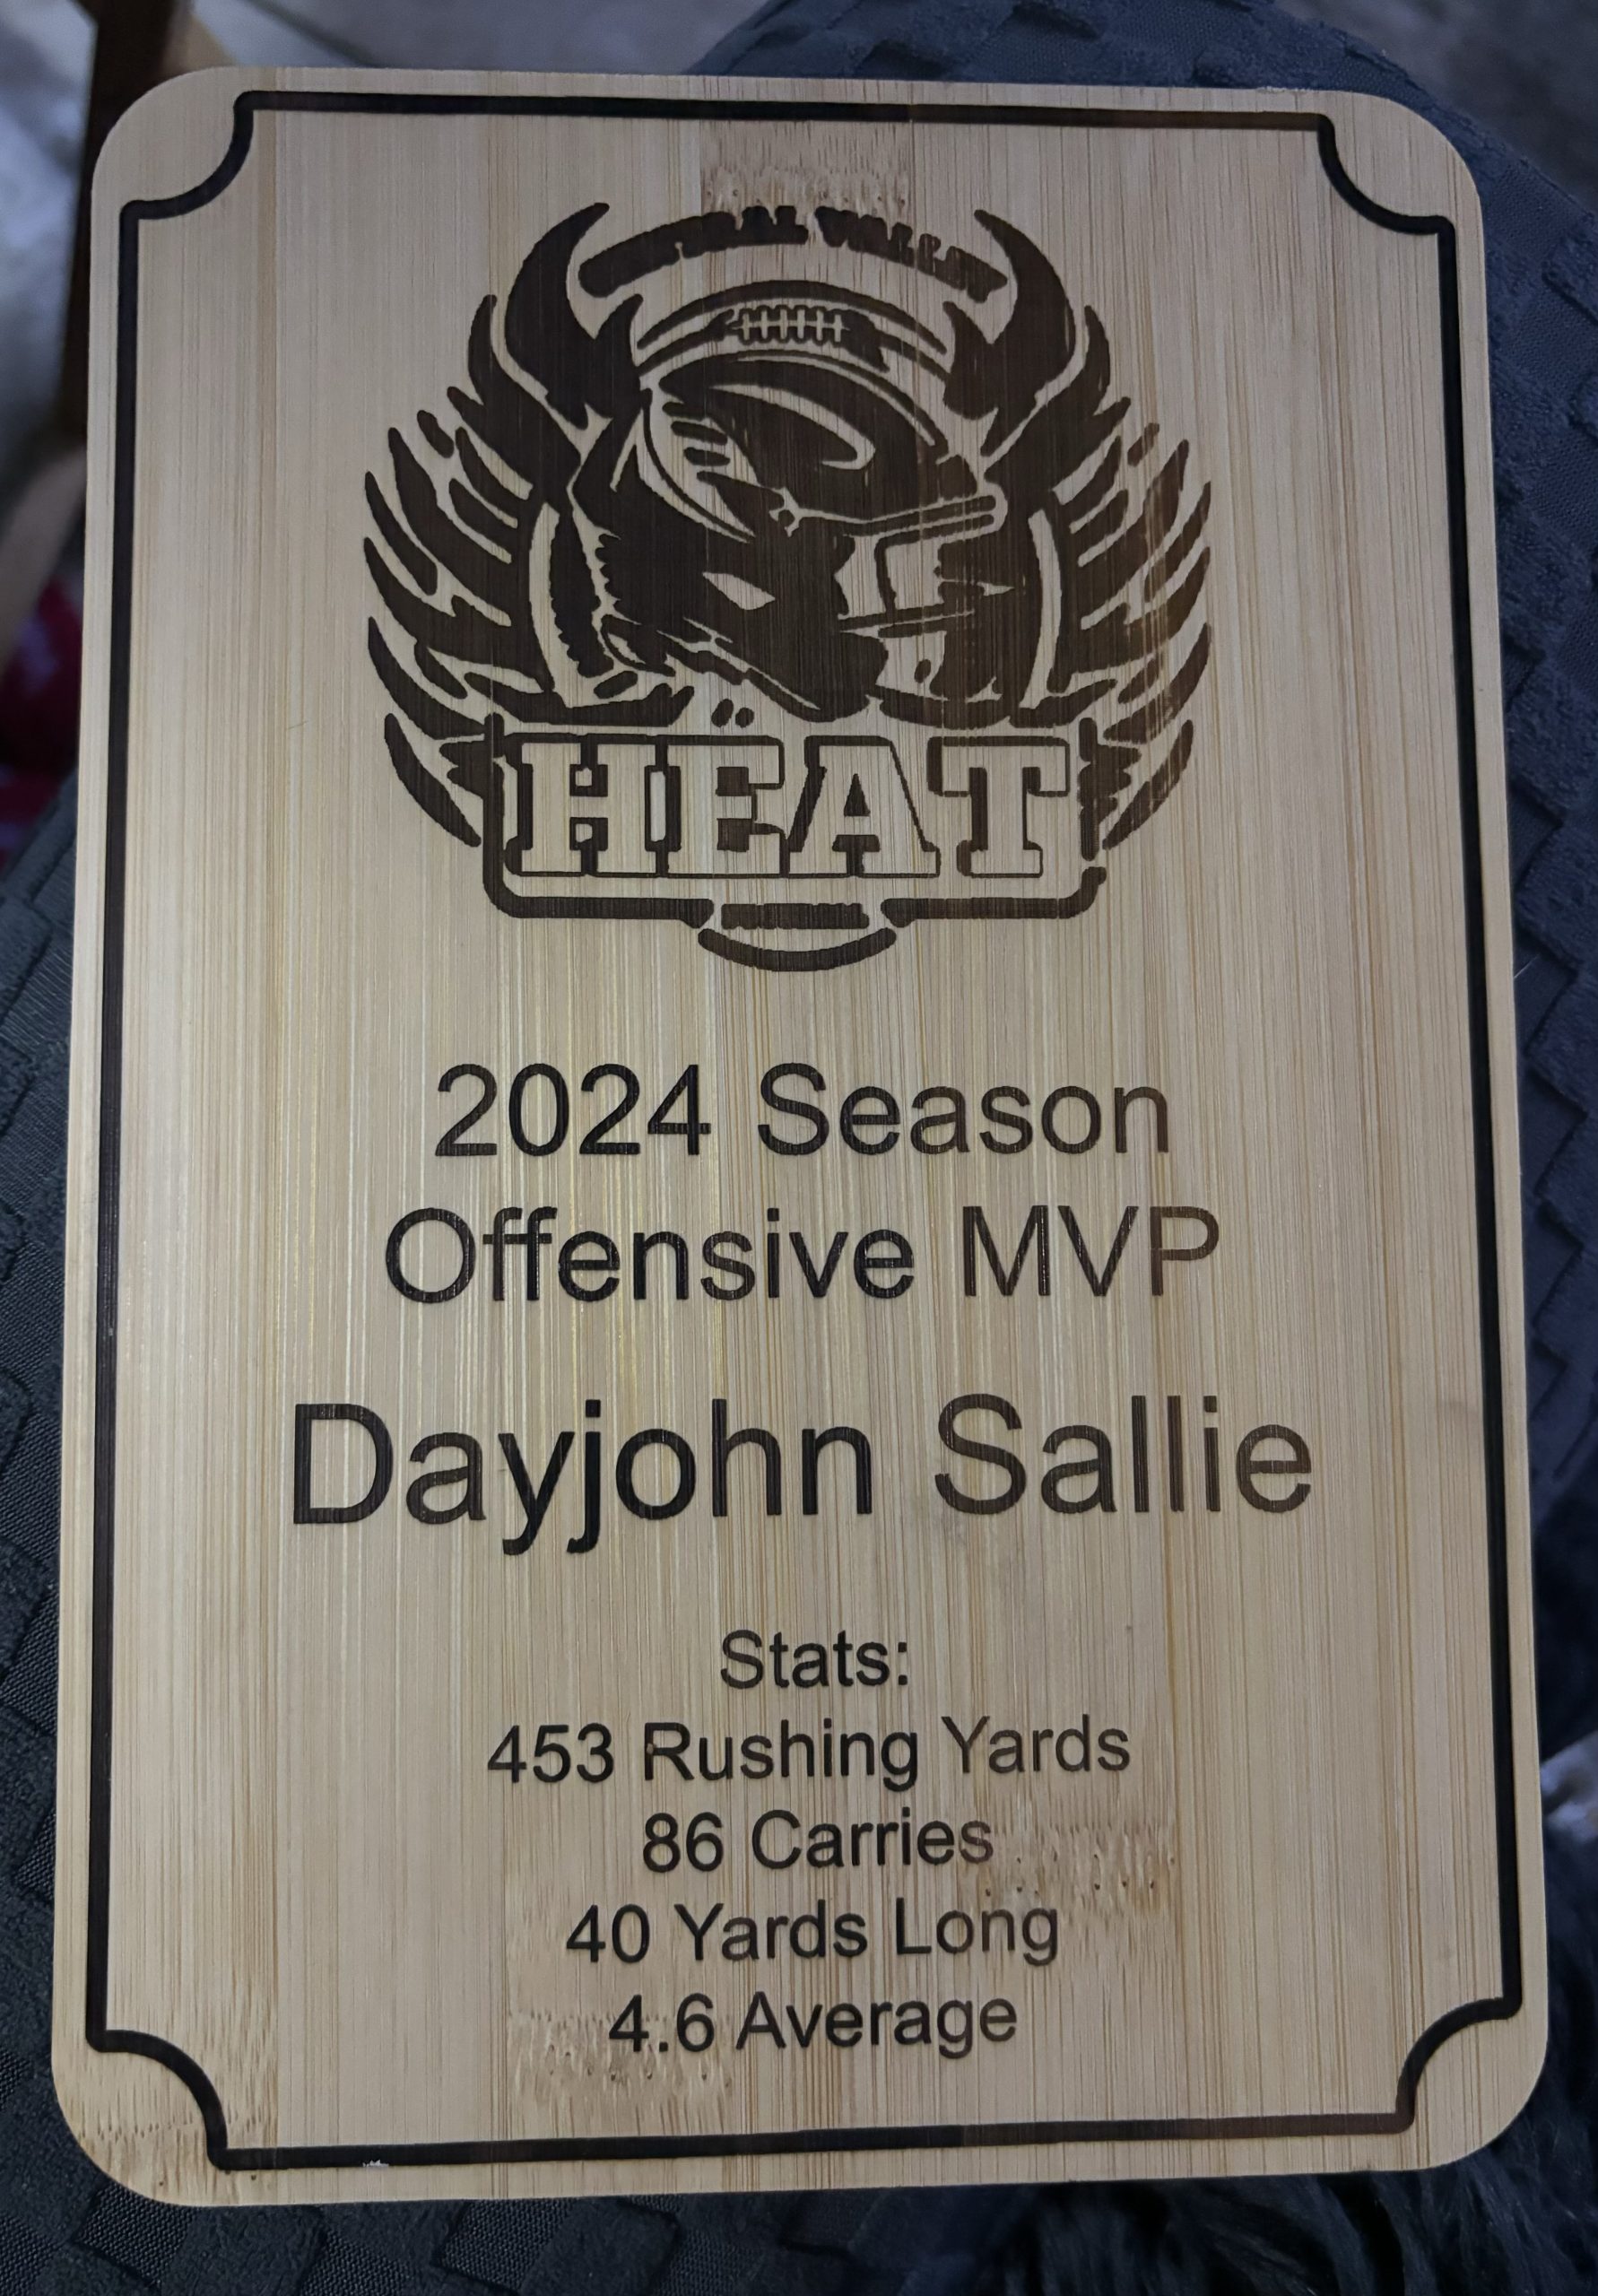 CENTRAL VALLEY
HEAT
2024 Season
Offensive MVP
Dayjohn Sallie
Stats:
453 Rushing Yards
86 Carries
40 Yards Long
4.6 Average